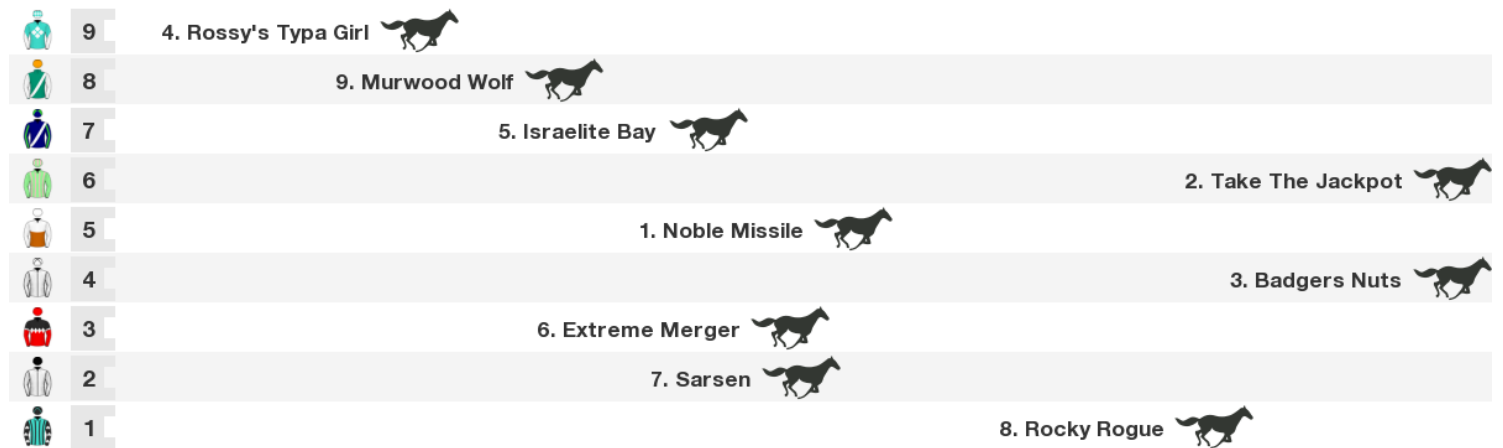 9 4. Rossy's Typa Girl
8 9. Murwood Wolf
7 5. Israelite Bay
6 2. Take The Jackpot
5 1. Noble Missile
4 3. Badgers Nuts
3 6. Extreme Merger
2 7. Sarsen
1 8. Rocky Rogue